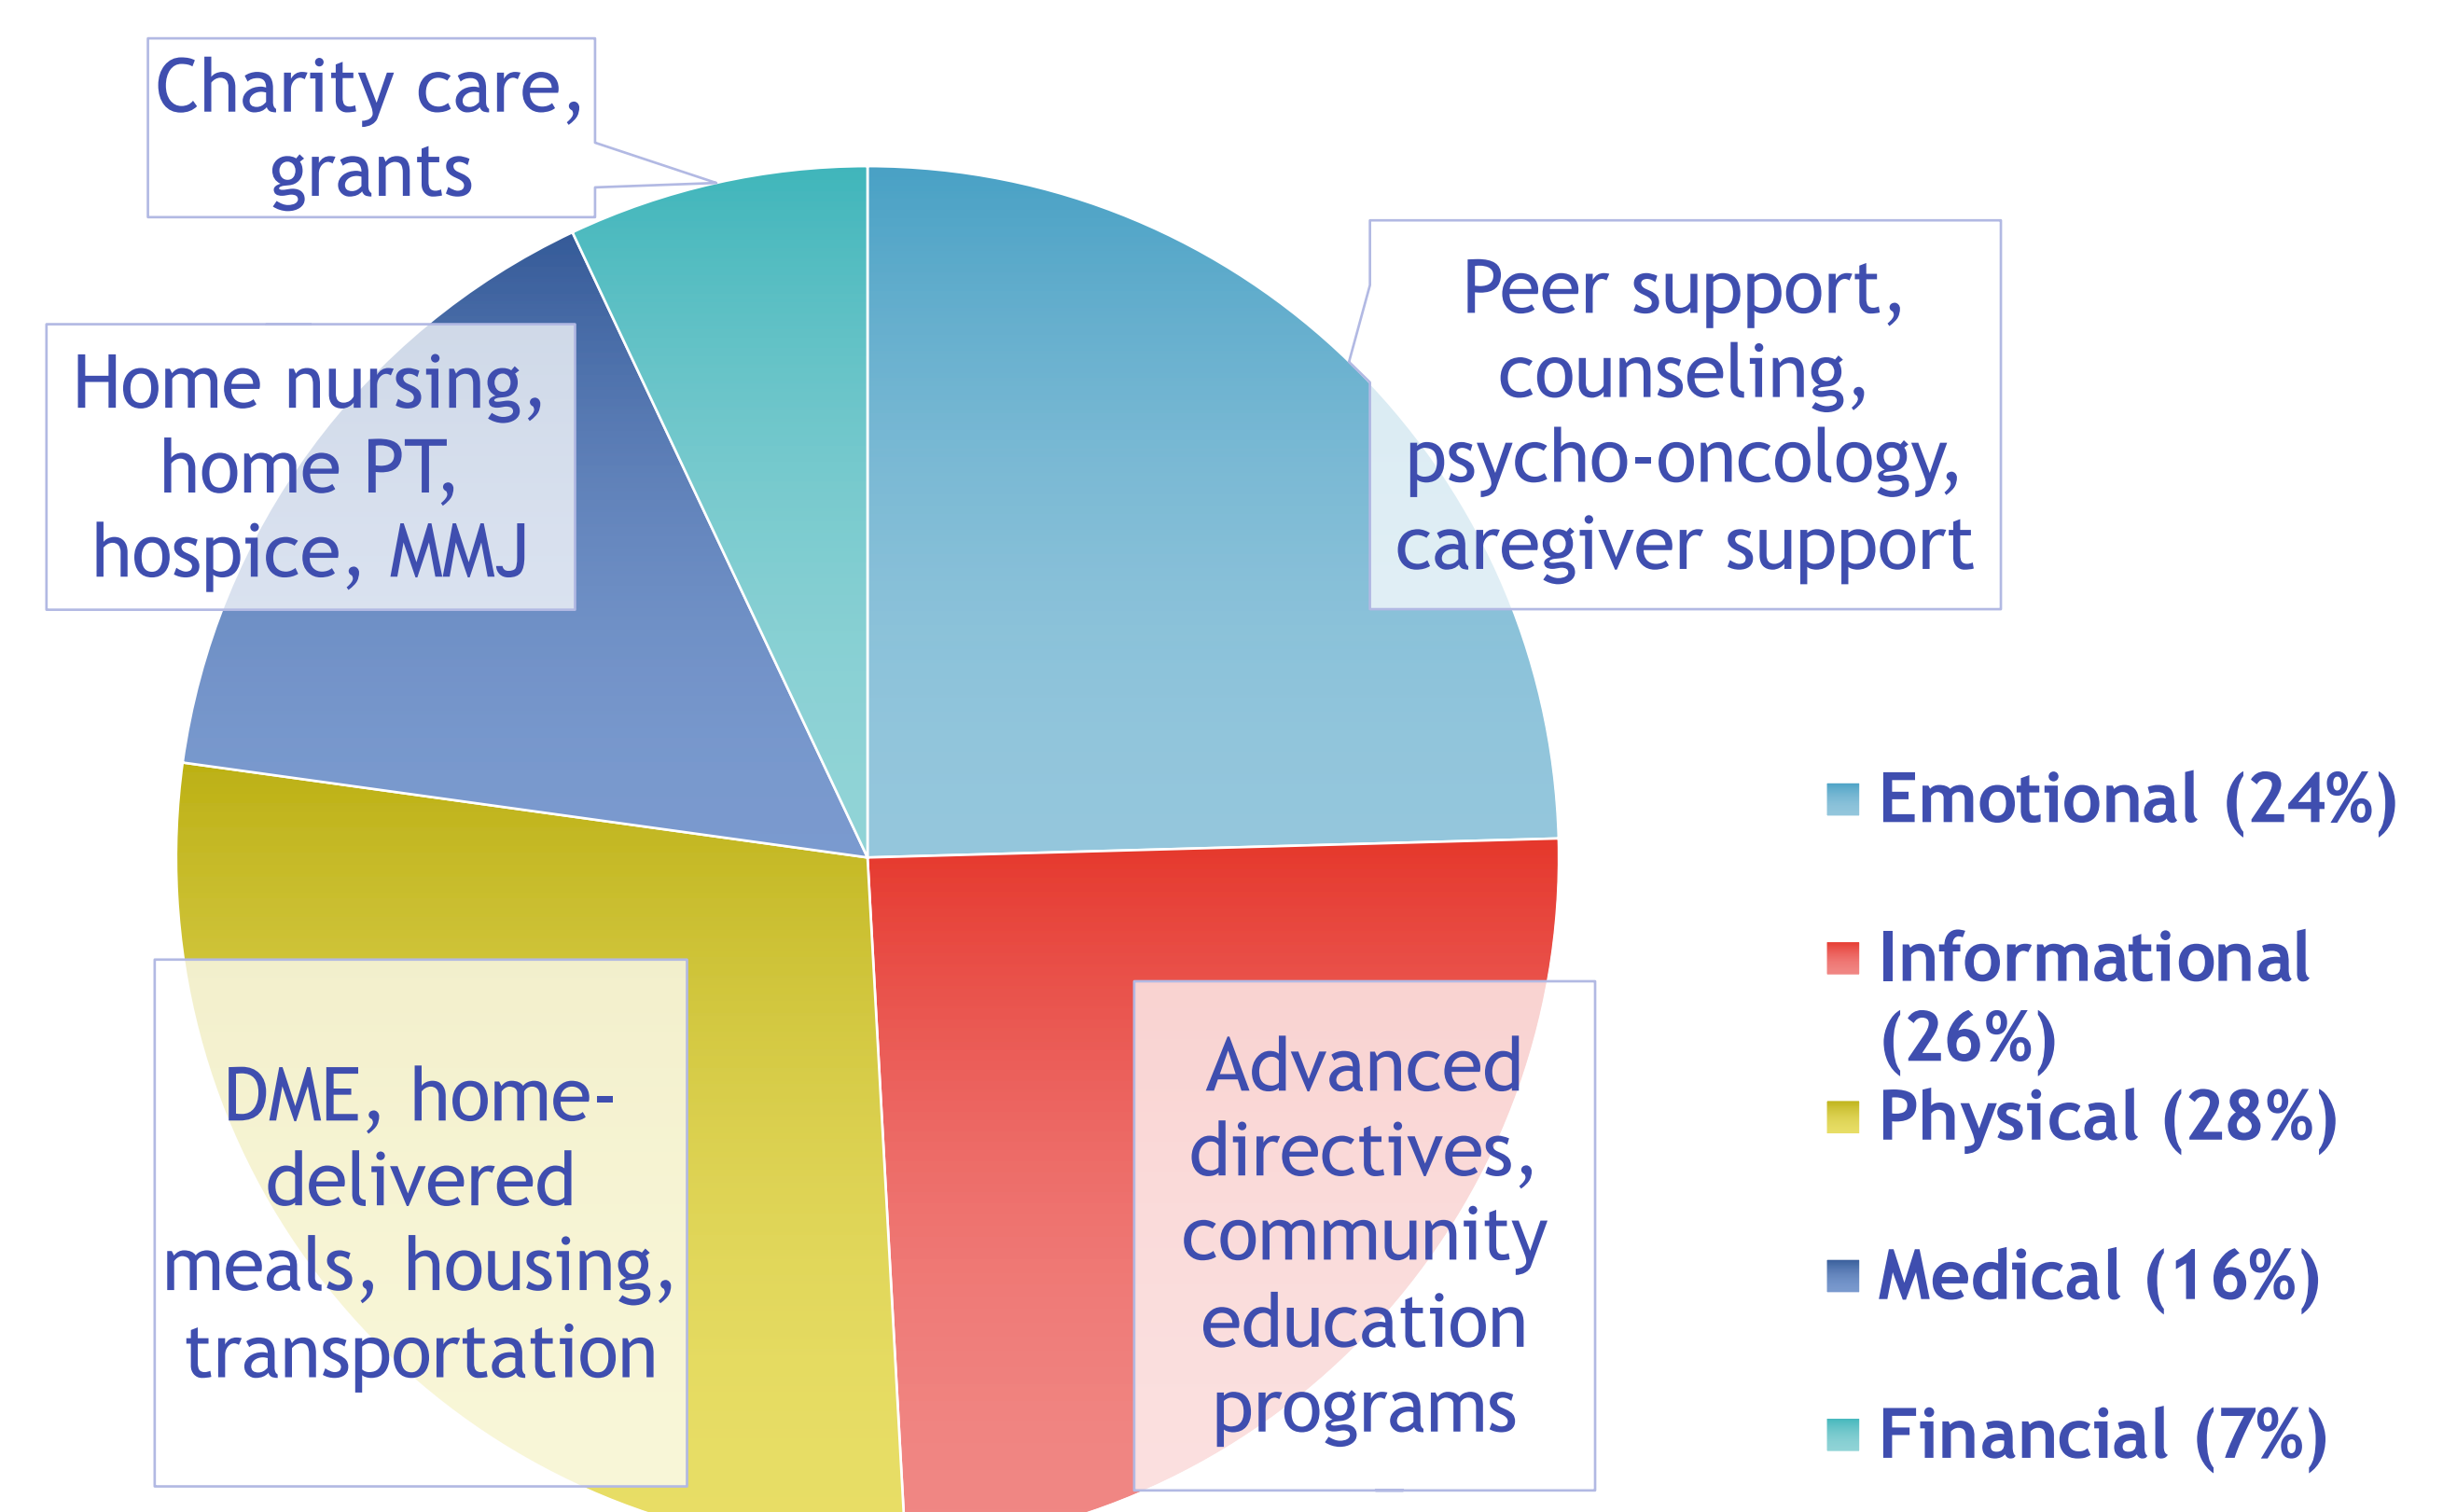 Charity care,
grants
Peer support,
counseling,
psycho-oncology,
caregiver support
Home nursing,
home PT,
hospice, MMJ
DME, home-
delivered
meals, housing,
transportation
Advanced
directives,
community
education
programs
Emotional (24%)
Informational
(26%)
Physical (28%)
Medical (16%)
Financial (7%)